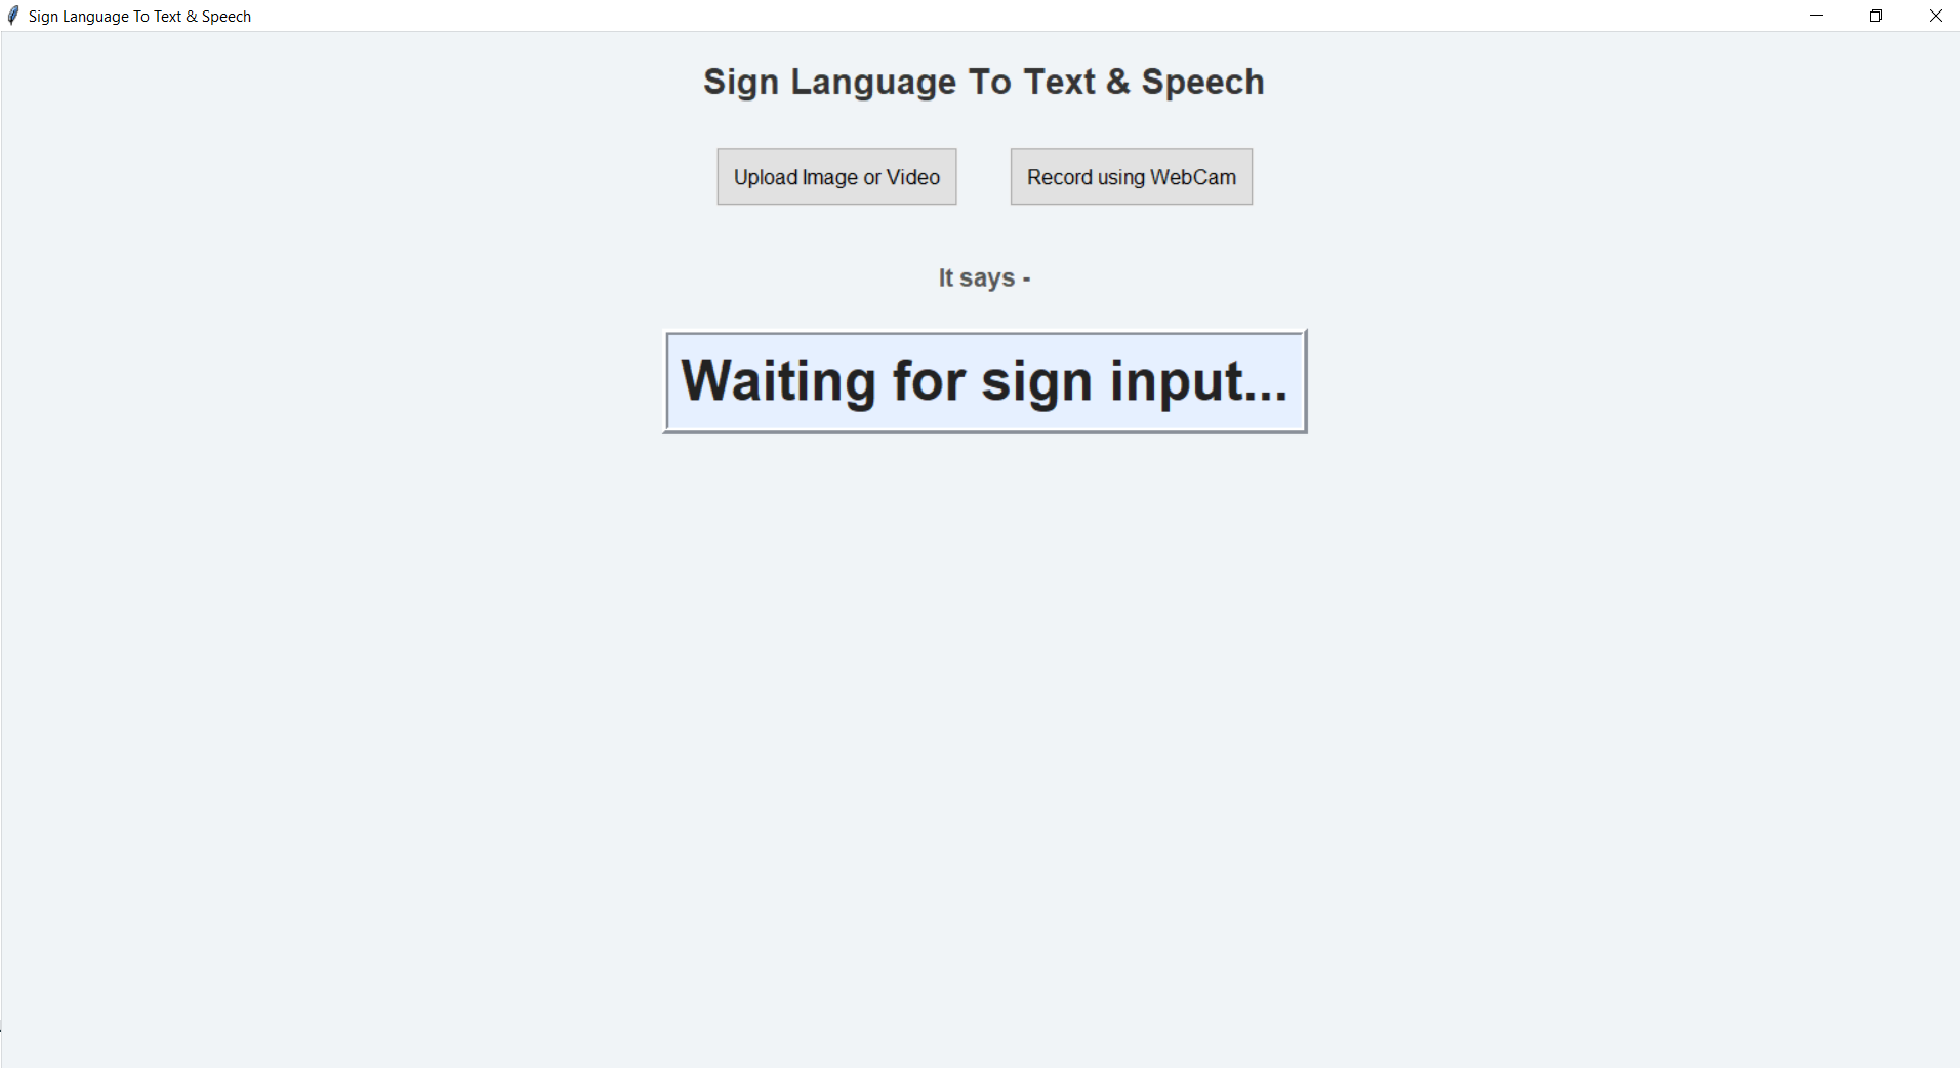 Sign Language To Text & Speech
Sign Language To Text & Speech
Upload Image or Video
Record using WebCam
It says -
Waiting for sign input...